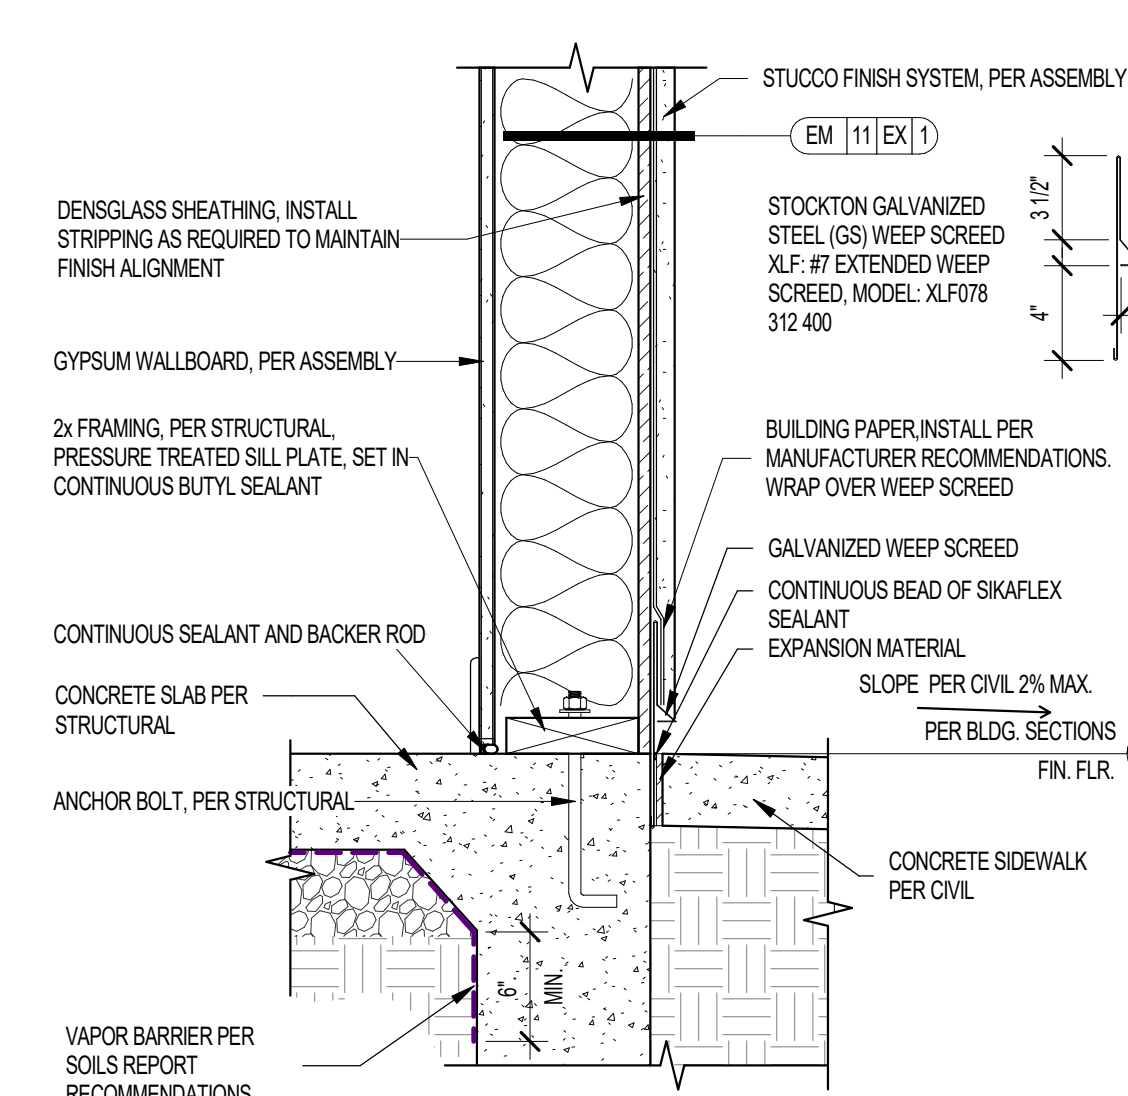 STUCCO FINISH SYSTEM, PER ASSEMBLY
EM 11 EX 1
DENSGLASS SHEATHING, INSTALL
STRIPPING AS REQUIRED TO MAINTAIN
FINISH ALIGNMENT
STOCKTON GALVANIZED
STEEL (GS) WEEP SCREED
XLF: #7 EXTENDED WEEP
SCREED, MODEL: XLF078
312 400
3 1/2"
4"
GYPSUM WALLBOARD, PER ASSEMBLY
2x FRAMING, PER STRUCTURAL,
PRESSURE TREATED SILL PLATE, SET IN
CONTINUOUS BUTYL SEALANT
BUILDING PAPER,INSTALL PER
MANUFACTURER RECOMMENDATIONS.
WRAP OVER WEEP SCREED
GALVANIZED WEEP SCREED
CONTINUOUS BEAD OF SIKAFLEX
SEALANT
EXPANSION MATERIAL
CONTINUOUS SEALANT AND BACKER ROD
CONCRETE SLAB PER
STRUCTURAL
SLOPE PER CIVIL 2% MAX.
PER BLDG. SECTIONS
FIN. FLR.
ANCHOR BOLT, PER STRUCTURAL
CONCRETE SIDEWALK
PER CIVIL
6"
MIN.
VAPOR BARRIER PER
SOILS REPORT
RECOMMENDATIONS